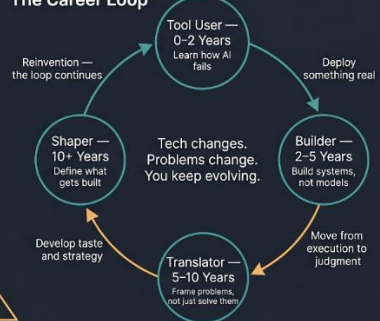 The Career Loop
Tool User —
0–2 Years
Learn how AI
fails
Reinvention —
the loop continues
Deploy
something real
Shaper —
10+ Years
Define what
gets built
Tech changes.
Problems change.
You keep evolving.
Builder —
2–5 Years
Build systems,
not models
Develop taste
and strategy
Move from
execution to
judgment
Translator —
5–10 Years
Frame problems,
not just solve them